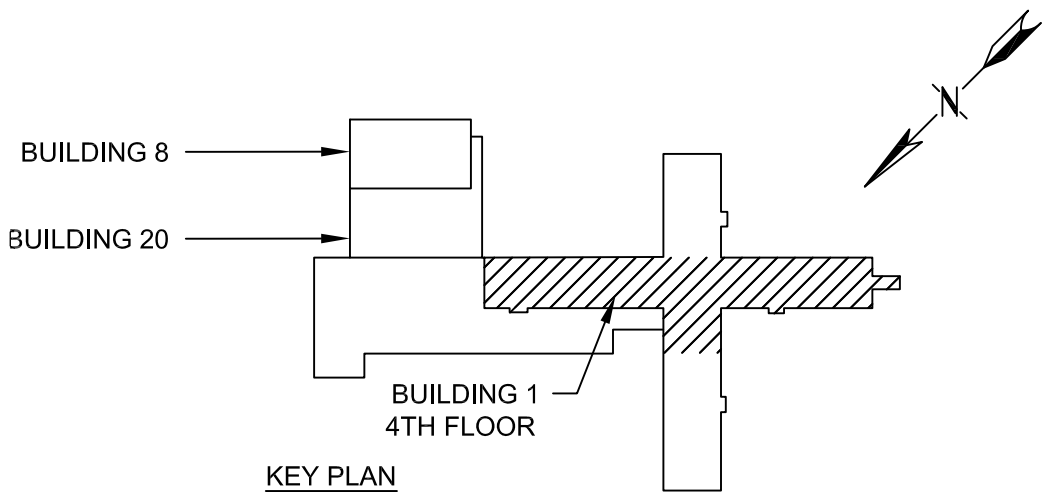 N
BUILDING 8
BUILDING 20
BUILDING 1
4TH FLOOR
KEY PLAN